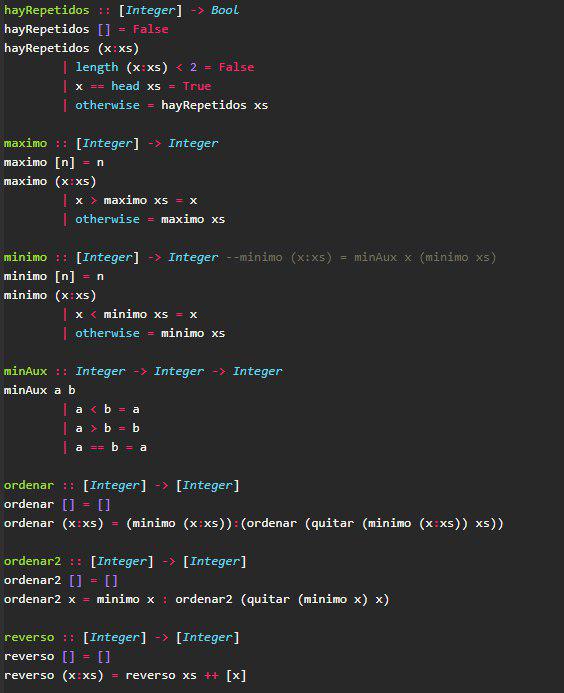 hayRepetidos :: [Integer] -> Bool
hayRepetidos [] = False
hayRepetidos (x:xs)
        | length (x:xs) < 2 = False
        | x == head xs = True
        | otherwise = hayRepetidos xs

maximo :: [Integer] -> Integer
maximo [n] = n
maximo (x:xs)
        | x > maximo xs = x
        | otherwise = maximo xs

minimo :: [Integer] -> Integer --minimo (x:xs) = minAux x (minimo xs)
minimo [n] = n
minimo (x:xs)
        | x < minimo xs = x
        | otherwise = minimo xs

minAux :: Integer -> Integer -> Integer
minAux a b
        | a < b = a
        | a > b = b
        | a == b = a

ordenar :: [Integer] -> [Integer]
ordenar [] = []
ordenar (x:xs) = (minimo (x:xs)):(ordenar (quitar (minimo (x:xs)) xs))

ordenar2 :: [Integer] -> [Integer]
ordenar2 [] = []
ordenar2 x = minimo x : ordenar2 (quitar (minimo x) x)

reverso :: [Integer] -> [Integer]
reverso [] = []
reverso (x:xs) = reverso xs ++ [x]